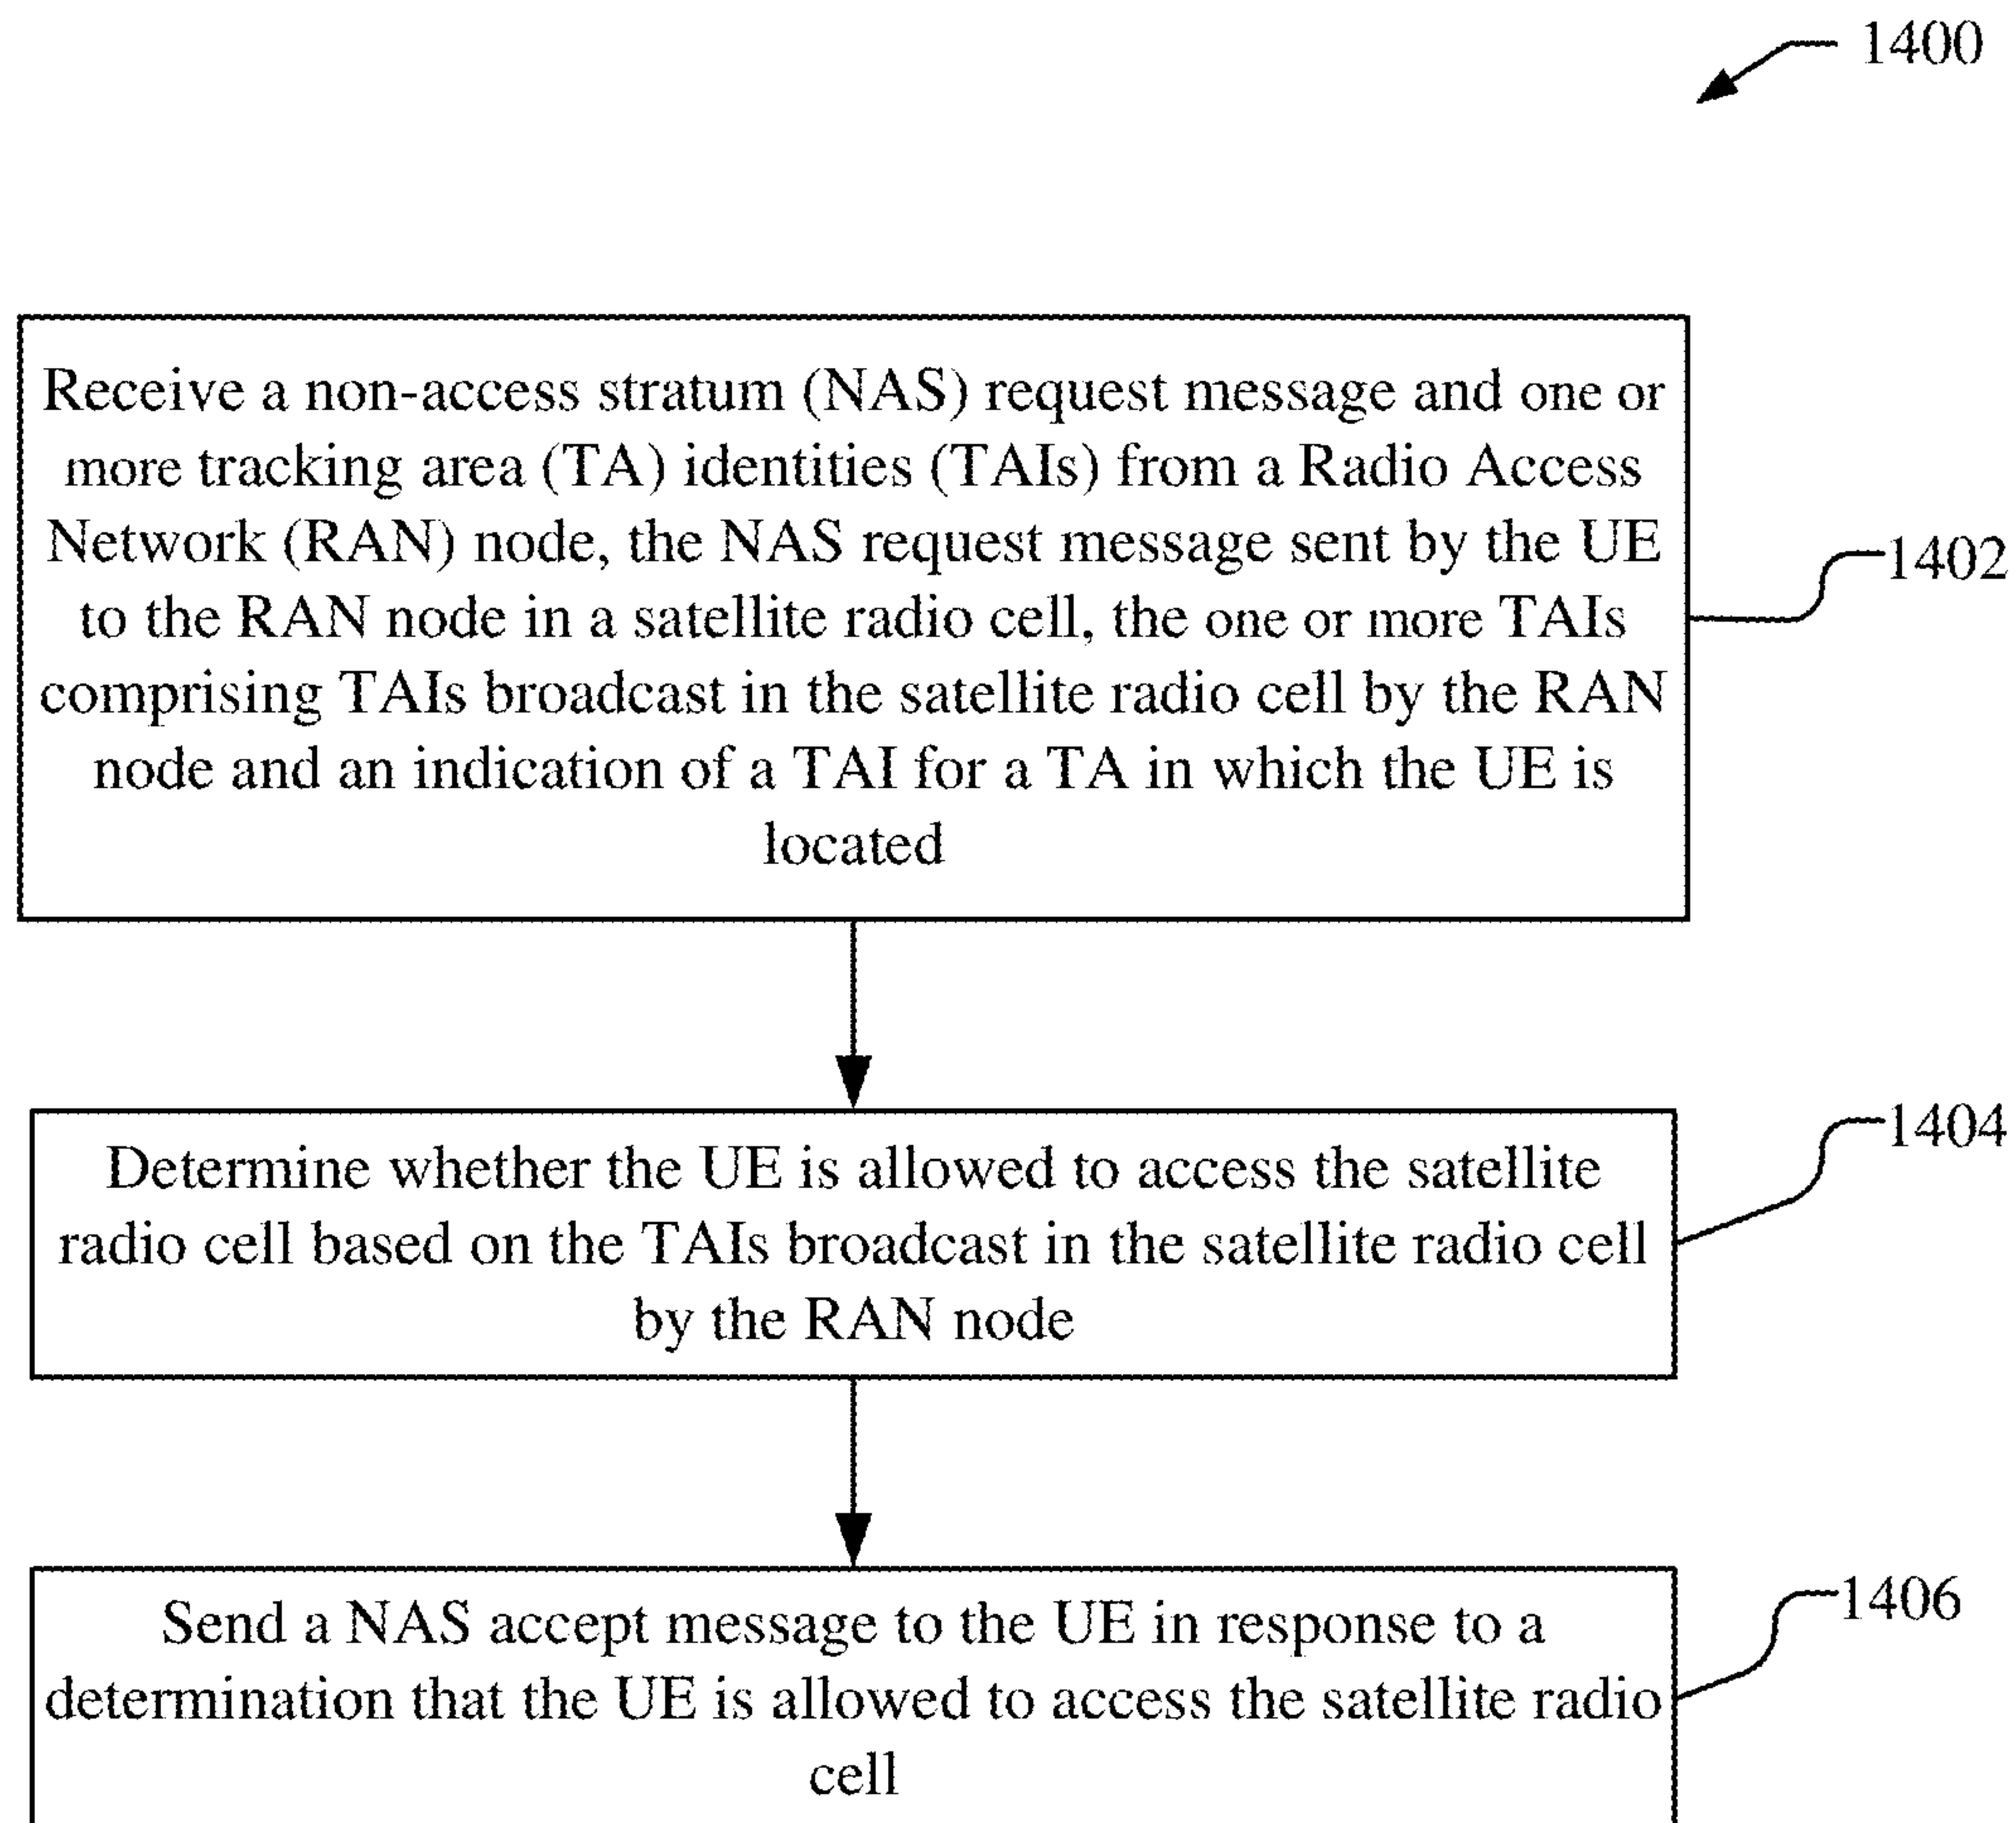 1400
Receive a non-access stratum (NAS) request message and one or
more tracking area (TA) identities (TAIs) from a Radio Access
Network (RAN) node, the NAS request message sent by the UE
to the RAN node in a satellite radio cell, the one or more TAIs
comprising TAIs broadcast in the satellite radio cell by the RAN
node and an indication of a TAI for a TA in which the UE is
located
1402
Determine whether the UE is allowed to access the satellite
radio cell based on the TAIs broadcast in the satellite radio cell
by the RAN node
1404
Send a NAS accept message to the UE in response to a
determination that the UE is allowed to access the satellite radio
cell
1406